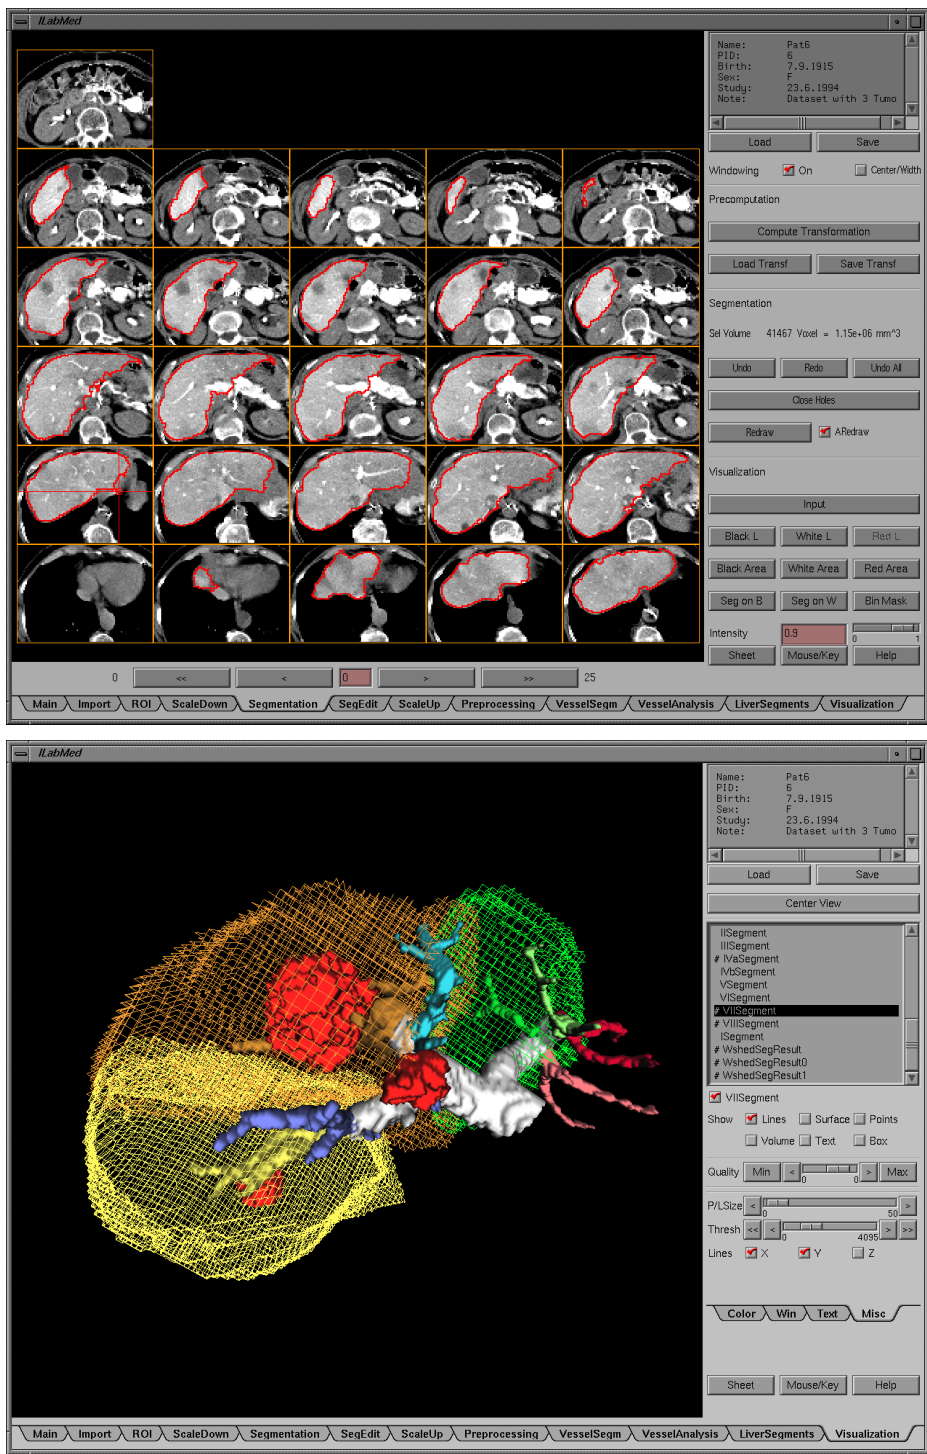 ILabMed
Name: Pat6
PID: 6
Birth: 7.9.1915
Sex: F
Study: 23.6.1994
Note: Dataset with 3 Tumo
Load Save
Windowing On Center/Width
Precomputation
Compute Transformation
Load Transf Save Transf
Segmentation
Sel Volume 41467 Voxel = 1.15e+06 mm^3
Undo Redo Undo All
Close Holes
Redraw ARedraw
Visualization
Input
Black L White L Red L
Black Area White Area Red Area
Seg on B Seg on W Bin Mask
Intensity 0.9
0 1
Sheet Mouse/Key Help
0 << < 0 > >> 25
Main Import ROI ScaleDown Segmentation SegEdit ScaleUp Preprocessing VesselSegm VesselAnalysis LiverSegments Visualization
ILabMed
Name: Pat6
PID: 6
Birth: 7.9.1915
Sex: F
Study: 23.6.1994
Note: Dataset with 3 Tumo
Load Save
Center View
IISegment
IIISegment
# IVaSegment
IVbSegment
VSegment
VISegment
# VIISegment
# VIIISegment
ISegment
# WshedSegResult
# WshedSegResult0
# WshedSegResult1
VIISegment
Show Lines Surface Points
Volume Text Box
Quality Min < > Max
0 0
P/LSize < >
0 50
Thresh << < > >>
0 4095
Lines X Y Z
Color Win Text Misc
Sheet Mouse/Key Help
Main Import ROI ScaleDown Segmentation SegEdit ScaleUp Preprocessing VesselSegm VesselAnalysis LiverSegments Visualization